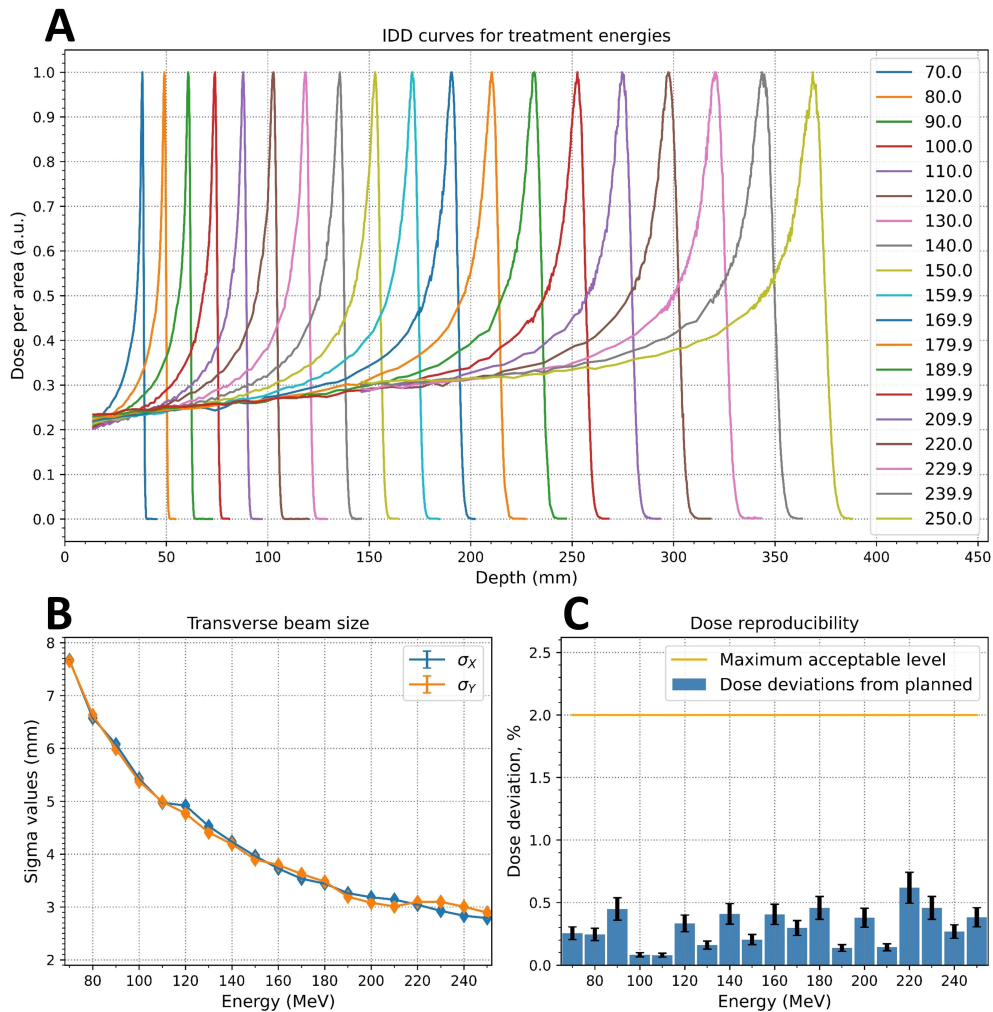 A
IDD curves for treatment energies
Dose per area (a.u.)
1.0
0.9
0.8
0.7
0.6
0.5
0.4
0.3
0.2
0.1
0.0
0 50 100 150 200 250 300 350 400 450
Depth (mm)
70.0
80.0
90.0
100.0
110.0
120.0
130.0
140.0
150.0
159.9
169.9
179.9
189.9
199.9
209.9
220.0
229.9
239.9
250.0
B
Transverse beam size
Sigma values (mm)
8
7
6
5
4
3
2
80 100 120 140 160 180 200 220 240
Energy (MeV)
σX
σY
C
Dose reproducibility
Dose deviation, %
2.5
2.0
1.5
1.0
0.5
0.0
80 100 120 140 160 180 200 220 240
Energy (MeV)
Maximum acceptable level
Dose deviations from planned